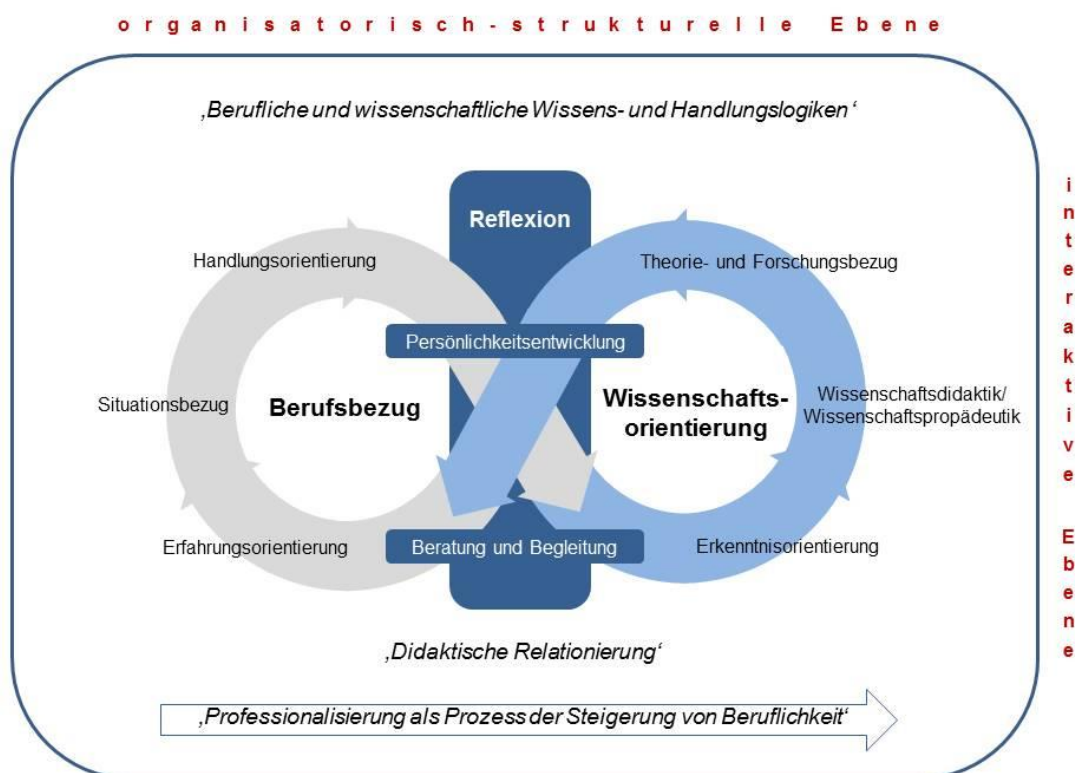 organisatorisch-strukturelle Ebene
‚Berufliche und wissenschaftliche Wissens- und Handlungslogiken‘
Reflexion
Handlungsorientierung
Theorie- und Forschungsbezug
Persönlichkeitsentwicklung
Situationsbezug
Berufsbezug
Wissenschafts-
orientierung
Wissenschaftsdidaktik/
Wissenschaftspropädeutik
Erfahrungsorientierung
Beratung und Begleitung
Erkenntnisorientierung
‚Didaktische Relationierung‘
‚Professionalisierung als Prozess der Steigerung von Beruflichkeit‘
interaktive Ebene